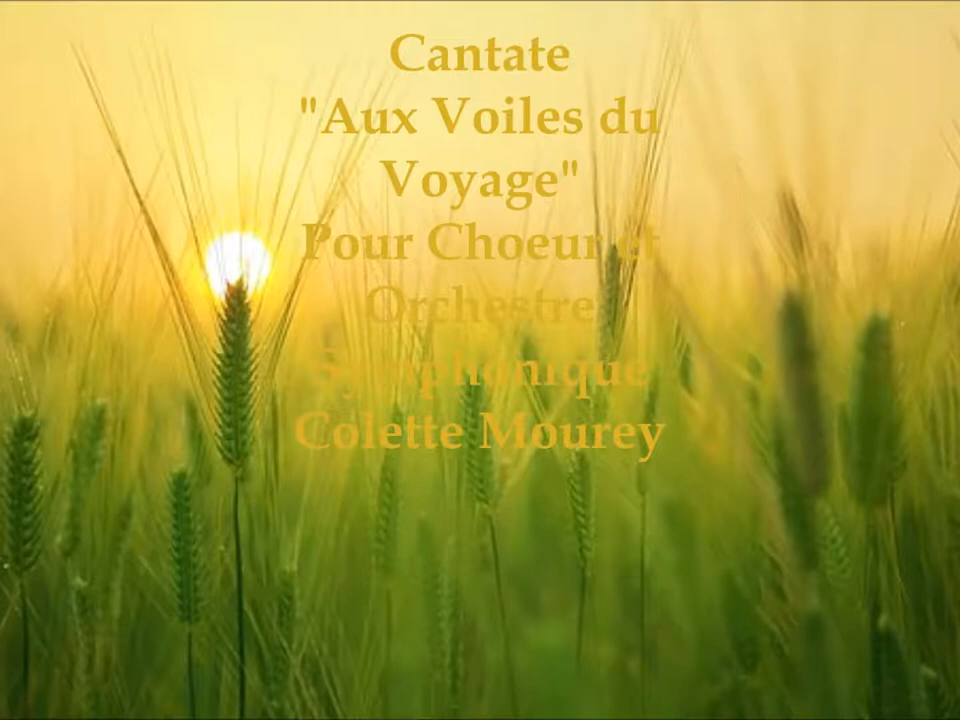 Cantate
"Aux Voiles du
Voyage"
Pour Choeur et
Orchestre
Symphonique
Colette Mourey